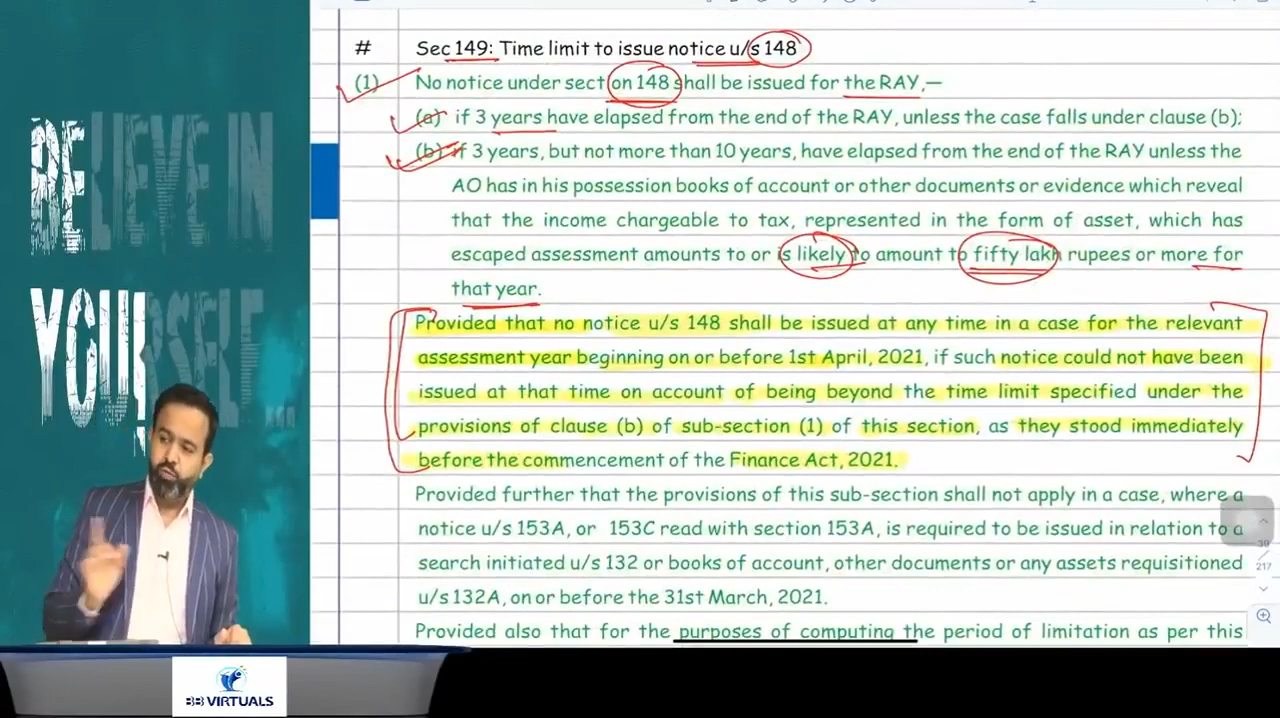 BELIEVE IN
YOURSELF...
# Sec 149: Time limit to issue notice u/s 148
(1) No notice under section 148 shall be issued for the RAY,—
(a) if 3 years have elapsed from the end of the RAY, unless the case falls under clause (b);
(b) if 3 years, but not more than 10 years, have elapsed from the end of the RAY unless the
AO has in his possession books of account or other documents or evidence which reveal
that the income chargeable to tax, represented in the form of asset, which has
escaped assessment amounts to or is likely to amount to fifty lakh rupees or more for
that year.
Provided that no notice u/s 148 shall be issued at any time in a case for the relevant
assessment year beginning on or before 1st April, 2021, if such notice could not have been
issued at that time on account of being beyond the time limit specified under the
provisions of clause (b) of sub-section (1) of this section, as they stood immediately
before the commencement of the Finance Act, 2021.
Provided further that the provisions of this sub-section shall not apply in a case, where a
notice u/s 153A, or 153C read with section 153A, is required to be issued in relation to a
search initiated u/s 132 or books of account, other documents or any assets requisitioned
u/s 132A, on or before the 31st March, 2021.
Provided also that for the purposes of computing the period of limitation as per this
39
217
BB VIRTUALS